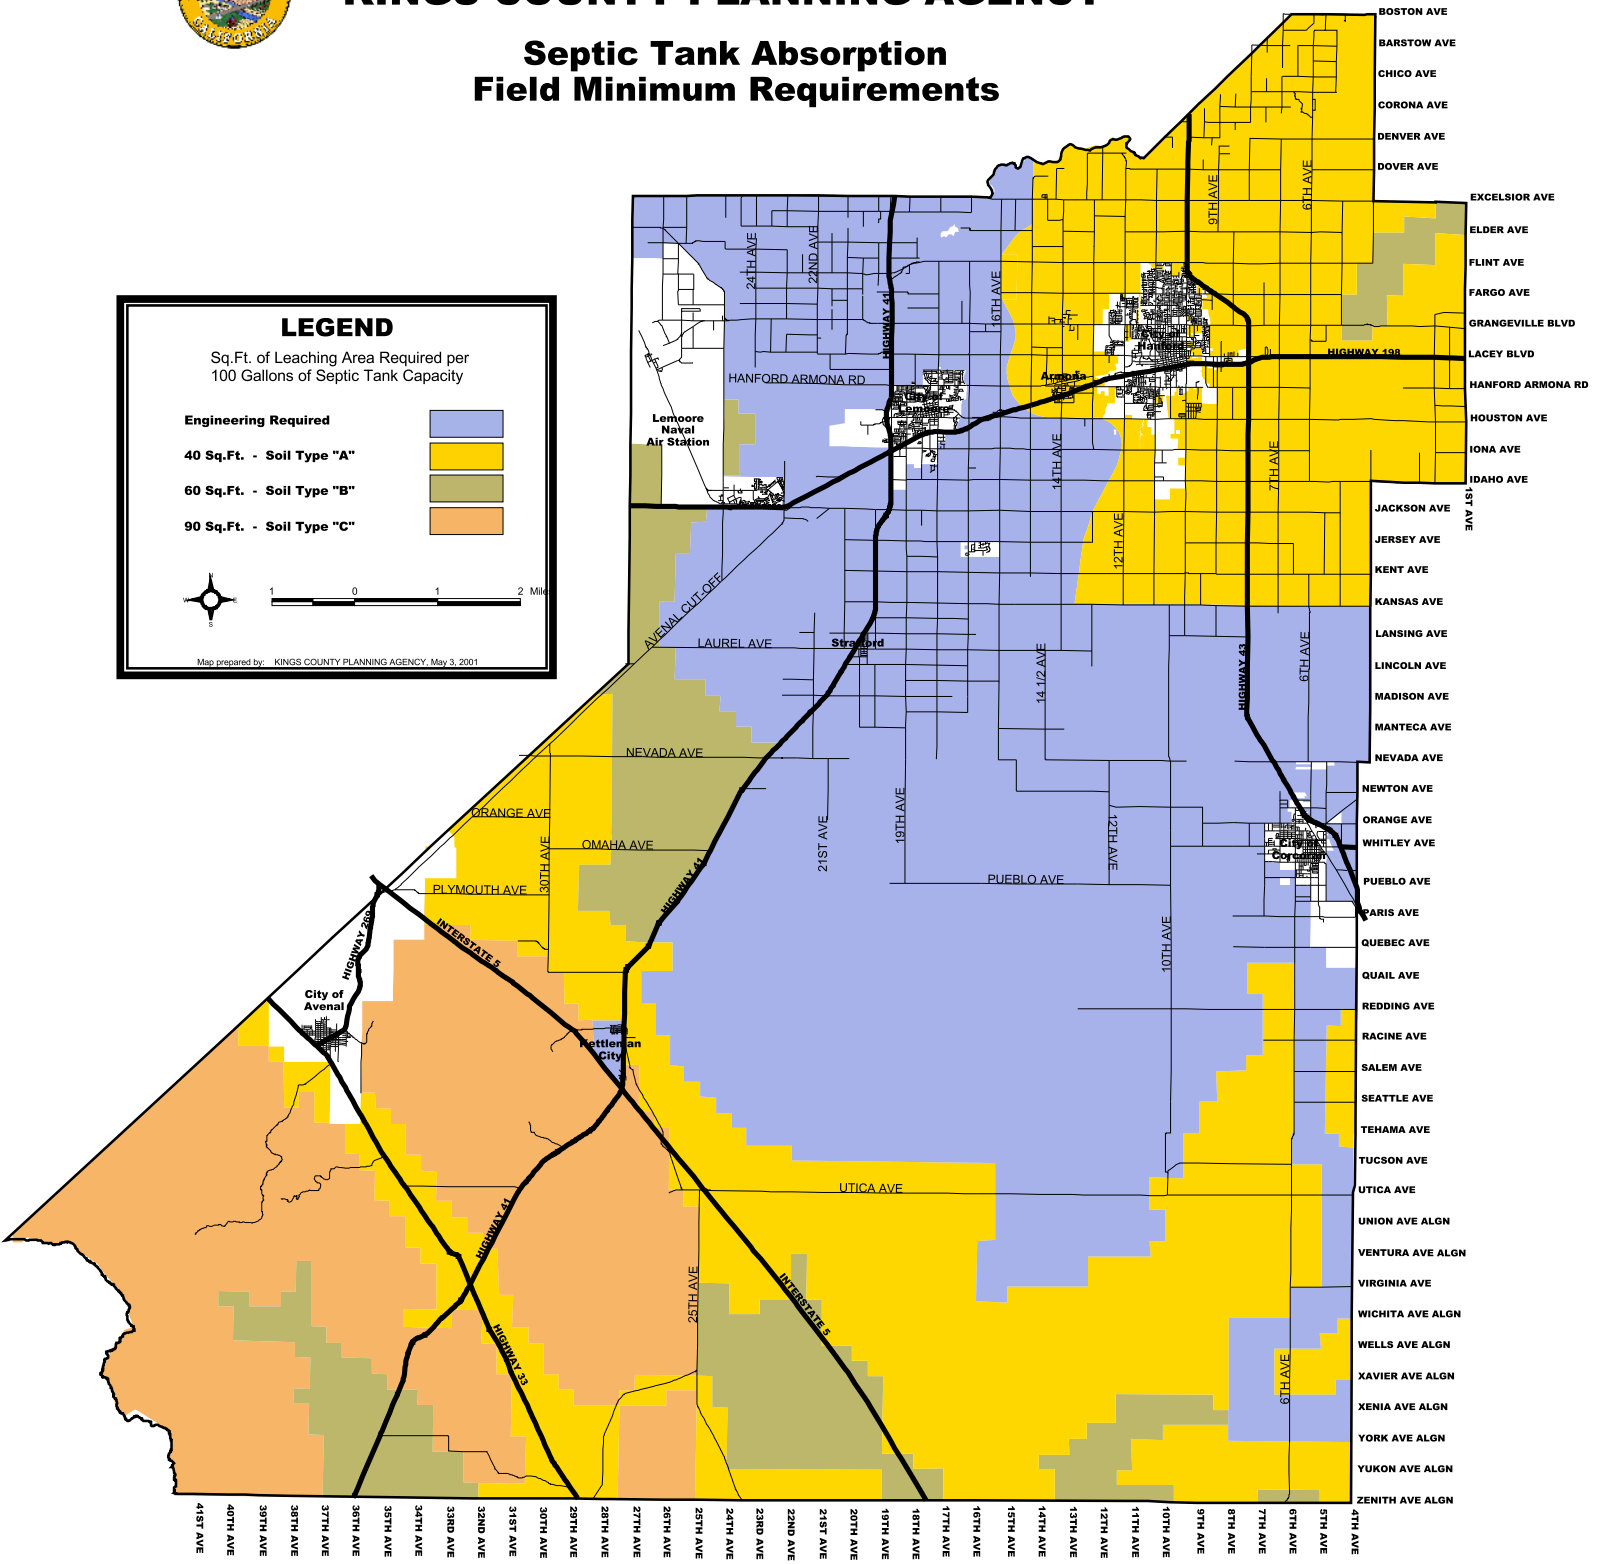 KINGS COUNTY PLANNING AGENCY
CALIFORNIA
Septic Tank Absorption
Field Minimum Requirements
LEGEND
Sq.Ft. of Leaching Area Required per
100 Gallons of Septic Tank Capacity
Engineering Required
40 Sq.Ft. - Soil Type "A"
60 Sq.Ft. - Soil Type "B"
90 Sq.Ft. - Soil Type "C"
N
W
E
S
1 0 1 2 Miles
Map prepared by: KINGS COUNTY PLANNING AGENCY, May 3, 2001
BOSTON AVE
BARSTOW AVE
CHICO AVE
CORONA AVE
DENVER AVE
DOVER AVE
EXCELSIOR AVE
ELDER AVE
FLINT AVE
FARGO AVE
GRANGEVILLE BLVD
LACEY BLVD
HANFORD ARMONA RD
HOUSTON AVE
IONA AVE
IDAHO AVE
1ST AVE
JACKSON AVE
JERSEY AVE
KENT AVE
KANSAS AVE
LANSING AVE
LINCOLN AVE
MADISON AVE
MANTECA AVE
NEVADA AVE
NEWTON AVE
ORANGE AVE
WHITLEY AVE
PUEBLO AVE
PARIS AVE
QUEBEC AVE
QUAIL AVE
REDDING AVE
RACINE AVE
SALEM AVE
SEATTLE AVE
TEHAMA AVE
TUCSON AVE
UTICA AVE
UNION AVE ALGN
VENTURA AVE ALGN
VIRGINIA AVE
WICHITA AVE ALGN
WELLS AVE ALGN
XAVIER AVE ALGN
XENIA AVE ALGN
YORK AVE ALGN
YUKON AVE ALGN
ZENITH AVE ALGN
9TH AVE
6TH AVE
24TH AVE
22ND AVE
HIGHWAY 41
16TH AVE
City of
Hanford
HIGHWAY 198
HANFORD ARMONA RD
Armona
City of
Lemoore
Lemoore
Naval
Air Station
14TH AVE
7TH AVE
12TH AVE
AVENAL CUT-OFF
LAUREL AVE
Stratford
14 1/2 AVE
HIGHWAY 43
6TH AVE
NEVADA AVE
ORANGE AVE
OMAHA AVE
30TH AVE
21ST AVE
19TH AVE
12TH AVE
City of
Corcoran
PLYMOUTH AVE
PUEBLO AVE
HIGHWAY 41
HIGHWAY 269
INTERSTATE 5
10TH AVE
City of
Avenal
Kettleman
City
UTICA AVE
HIGHWAY 41
25TH AVE
INTERSTATE 5
HIGHWAY 33
6TH AVE
41ST AVE
40TH AVE
39TH AVE
38TH AVE
37TH AVE
36TH AVE
35TH AVE
34TH AVE
33RD AVE
32ND AVE
31ST AVE
30TH AVE
29TH AVE
28TH AVE
27TH AVE
26TH AVE
25TH AVE
24TH AVE
23RD AVE
22ND AVE
21ST AVE
20TH AVE
19TH AVE
18TH AVE
17TH AVE
16TH AVE
15TH AVE
14TH AVE
13TH AVE
12TH AVE
11TH AVE
10TH AVE
9TH AVE
8TH AVE
7TH AVE
6TH AVE
5TH AVE
4TH AVE